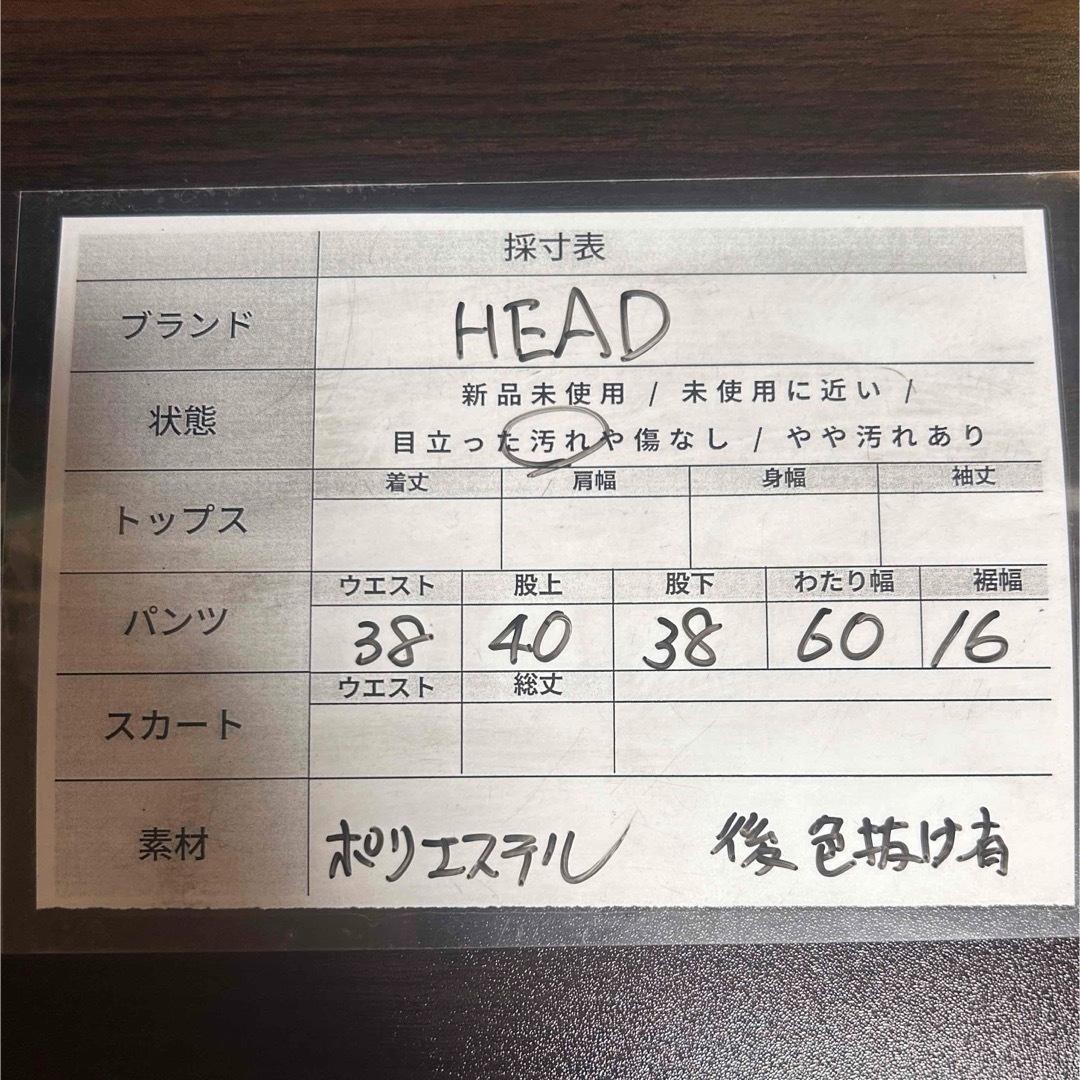 採寸表
ブランド HEAD
状態 新品未使用 / 未使用に近い /
目立った汚れや傷なし / やや汚れあり
着丈 肩幅 身幅 袖丈
トップス
ウエスト 股上 股下 わたり幅 裾幅
パンツ 38 40 38 60 16
ウエスト 総丈
スカート
素材 ポリエステル 後 色抜け有